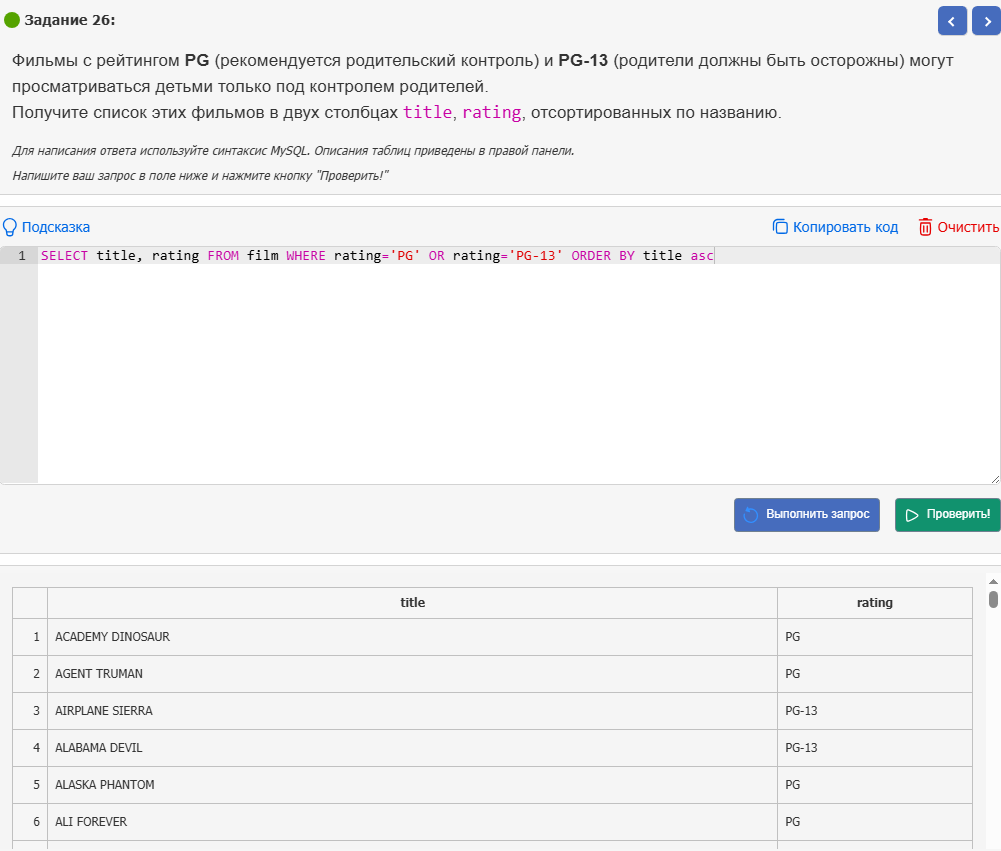 Задание 26:
Фильмы с рейтингом PG (рекомендуется родительский контроль) и PG-13 (родители должны быть осторожны) могут
просматриваться детьми только под контролем родителей.
Получите список этих фильмов в двух столбцах title, rating, отсортированных по названию.
Для написания ответа используйте синтаксис MySQL. Описания таблиц приведены в правой панели.
Напишите ваш запрос в поле ниже и нажмите кнопку "Проверить!"
Подсказка Копировать код Очистить
1 SELECT title, rating FROM film WHERE rating='PG' OR rating='PG-13' ORDER BY title asc
Выполнить запрос Проверить!
title rating
1 ACADEMY DINOSAUR PG
2 AGENT TRUMAN PG
3 AIRPLANE SIERRA PG-13
4 ALABAMA DEVIL PG-13
5 ALASKA PHANTOM PG
6 ALI FOREVER PG